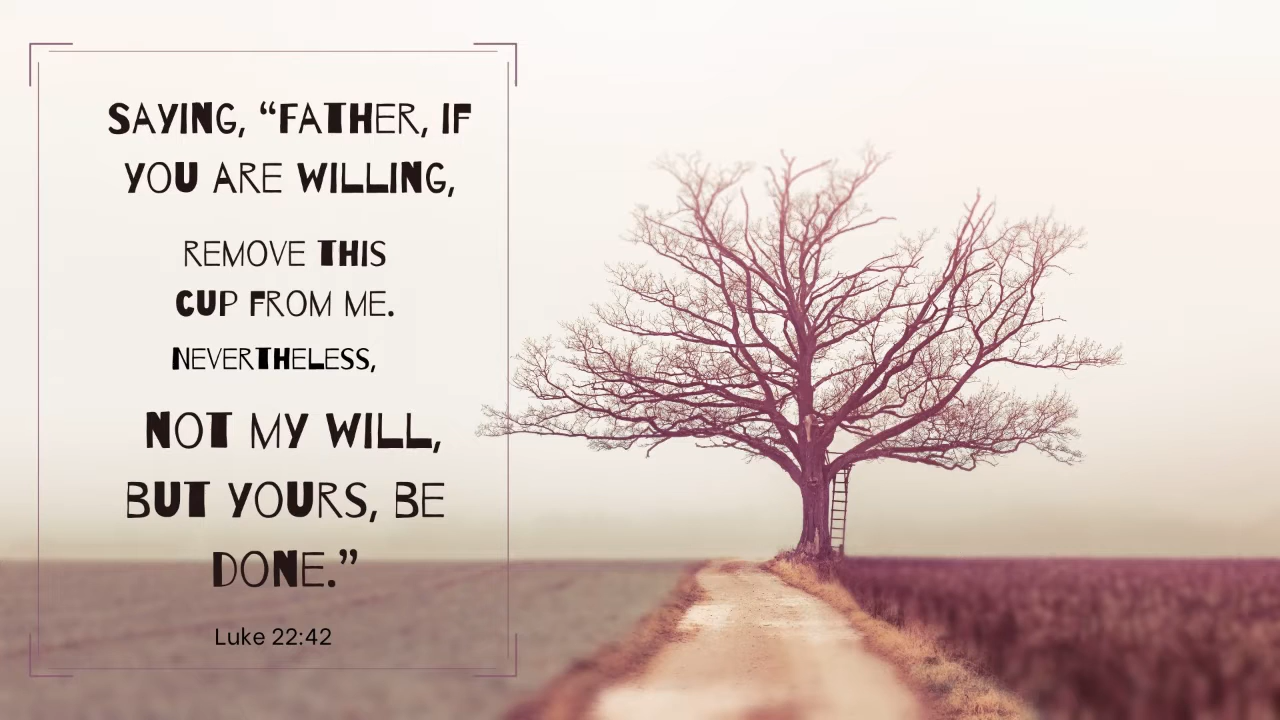 SAYING, “FATHER, IF
YOU ARE WILLING,
REMOVE THIS
CUP FROM ME.
NEVERTHELESS,
NOT MY WILL,
BUT YOURS, BE
DONE.”
Luke 22:42